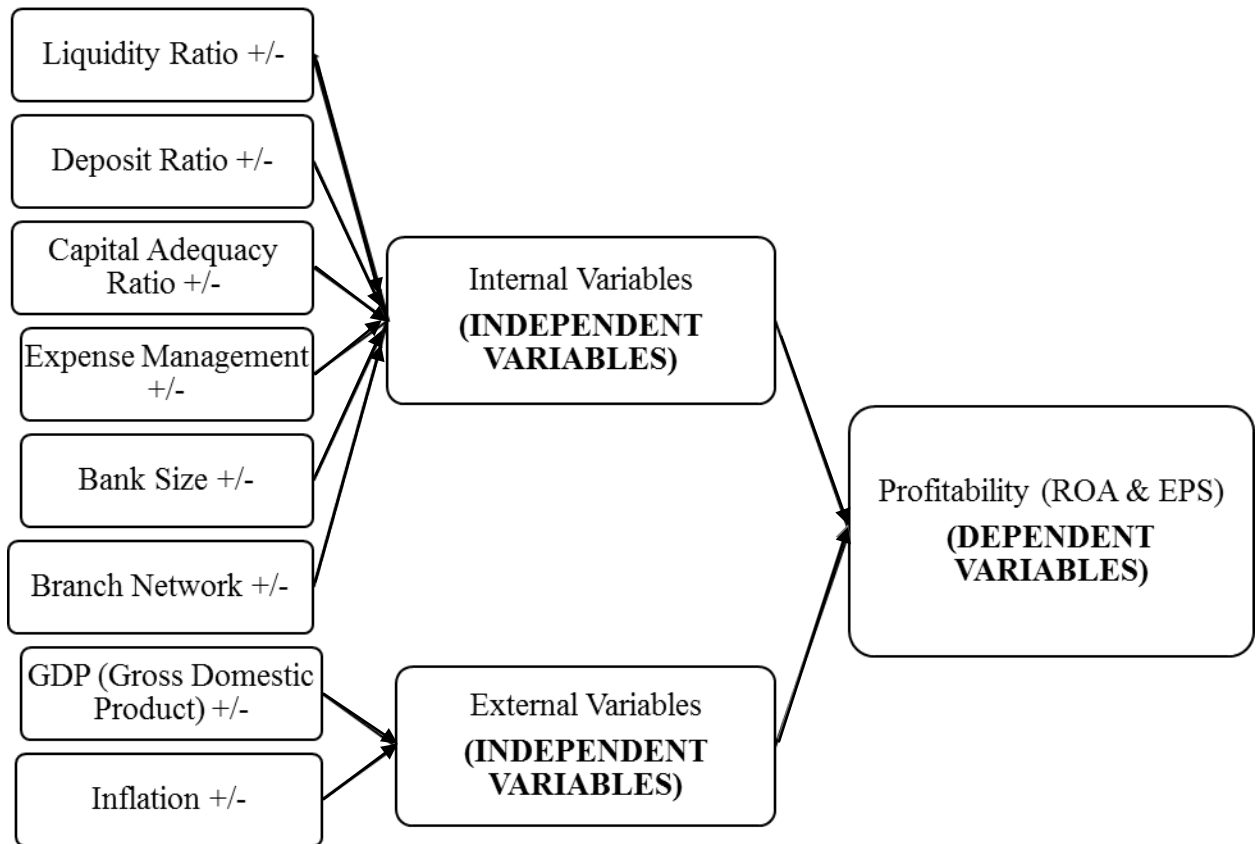 Liquidity Ratio +/-
Deposit Ratio +/-
Capital Adequacy
Ratio +/-
Expense Management
+/-
Bank Size +/-
Branch Network +/-
GDP (Gross Domestic
Product) +/-
Inflation +/-
Internal Variables
(INDEPENDENT
VARIABLES)
External Variables
(INDEPENDENT
VARIABLES)
Profitability (ROA & EPS)
(DEPENDENT
VARIABLES)